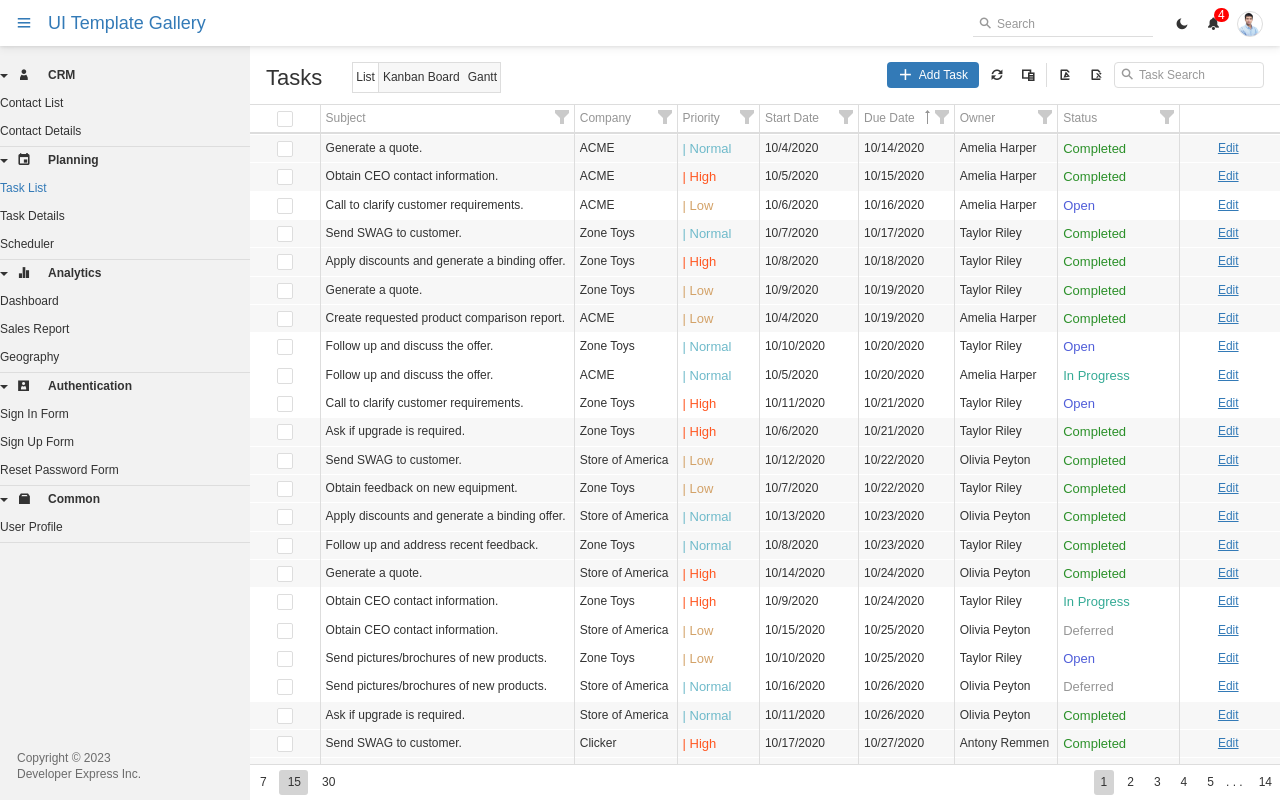 UI Template Gallery
Search
4
CRM
Contact List
Contact Details
Planning
Task List
Task Details
Scheduler
Analytics
Dashboard
Sales Report
Geography
Authentication
Sign In Form
Sign Up Form
Reset Password Form
Common
User Profile
Copyright © 2023
Developer Express Inc.
Tasks List Kanban Board Gantt Add Task Task Search
Subject Company Priority Start Date Due Date Owner Status
Generate a quote. ACME | Normal 10/4/2020 10/14/2020 Amelia Harper Completed Edit
Obtain CEO contact information. ACME | High 10/5/2020 10/15/2020 Amelia Harper Completed Edit
Call to clarify customer requirements. ACME | Low 10/6/2020 10/16/2020 Amelia Harper Open Edit
Send SWAG to customer. Zone Toys | Normal 10/7/2020 10/17/2020 Taylor Riley Completed Edit
Apply discounts and generate a binding offer. Zone Toys | High 10/8/2020 10/18/2020 Taylor Riley Completed Edit
Generate a quote. Zone Toys | Low 10/9/2020 10/19/2020 Taylor Riley Completed Edit
Create requested product comparison report. ACME | Low 10/4/2020 10/19/2020 Amelia Harper Completed Edit
Follow up and discuss the offer. Zone Toys | Normal 10/10/2020 10/20/2020 Taylor Riley Open Edit
Follow up and discuss the offer. ACME | Normal 10/5/2020 10/20/2020 Amelia Harper In Progress Edit
Call to clarify customer requirements. Zone Toys | High 10/11/2020 10/21/2020 Taylor Riley Open Edit
Ask if upgrade is required. Zone Toys | High 10/6/2020 10/21/2020 Taylor Riley Completed Edit
Send SWAG to customer. Store of America | Low 10/12/2020 10/22/2020 Olivia Peyton Completed Edit
Obtain feedback on new equipment. Zone Toys | Low 10/7/2020 10/22/2020 Taylor Riley Completed Edit
Apply discounts and generate a binding offer. Store of America | Normal 10/13/2020 10/23/2020 Olivia Peyton Completed Edit
Follow up and address recent feedback. Zone Toys | Normal 10/8/2020 10/23/2020 Taylor Riley Completed Edit
Generate a quote. Store of America | High 10/14/2020 10/24/2020 Olivia Peyton Completed Edit
Obtain CEO contact information. Zone Toys | High 10/9/2020 10/24/2020 Taylor Riley In Progress Edit
Obtain CEO contact information. Store of America | Low 10/15/2020 10/25/2020 Olivia Peyton Deferred Edit
Send pictures/brochures of new products. Zone Toys | Low 10/10/2020 10/25/2020 Taylor Riley Open Edit
Send pictures/brochures of new products. Store of America | Normal 10/16/2020 10/26/2020 Olivia Peyton Deferred Edit
Ask if upgrade is required. Store of America | Normal 10/11/2020 10/26/2020 Olivia Peyton Completed Edit
Send SWAG to customer. Clicker | High 10/17/2020 10/27/2020 Antony Remmen Completed Edit
7 15 30 1 2 3 4 5 . . . 14